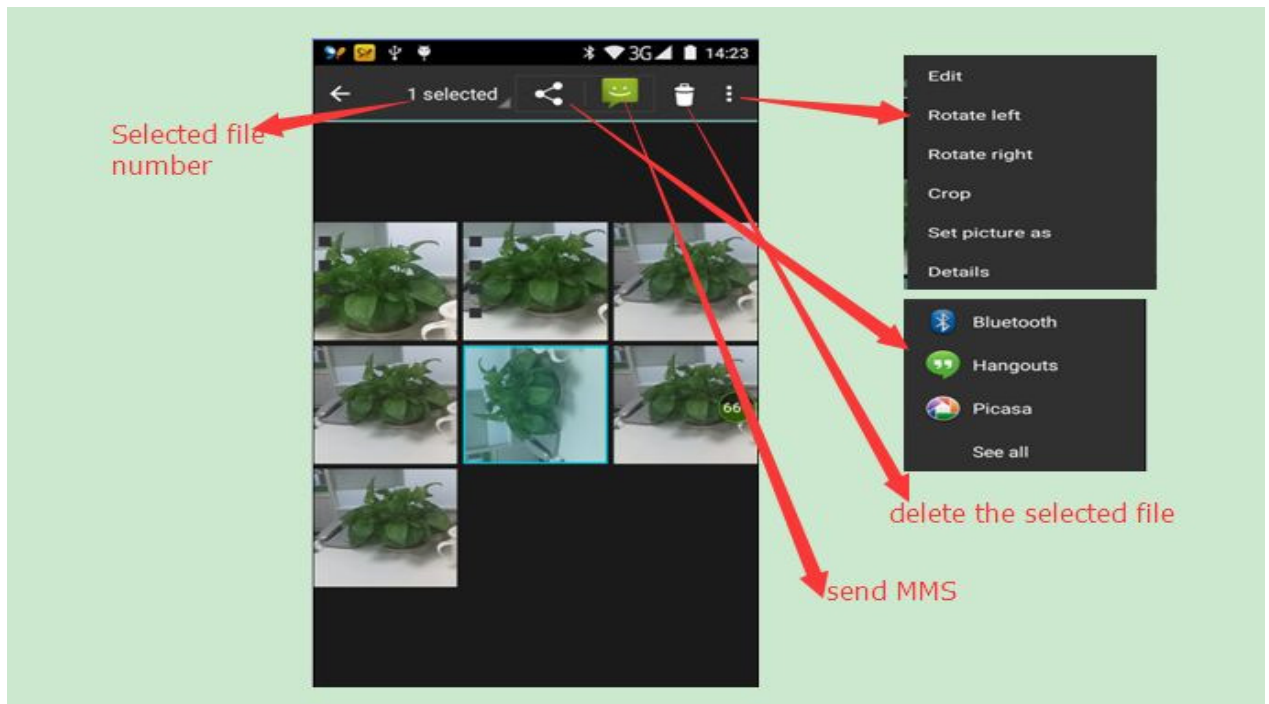 3G 14:23
1 selected
Selected file
number
66
Edit
Rotate left
Rotate right
Crop
Set picture as
Details
Bluetooth
Hangouts
Picasa
See all
delete the selected file
send MMS